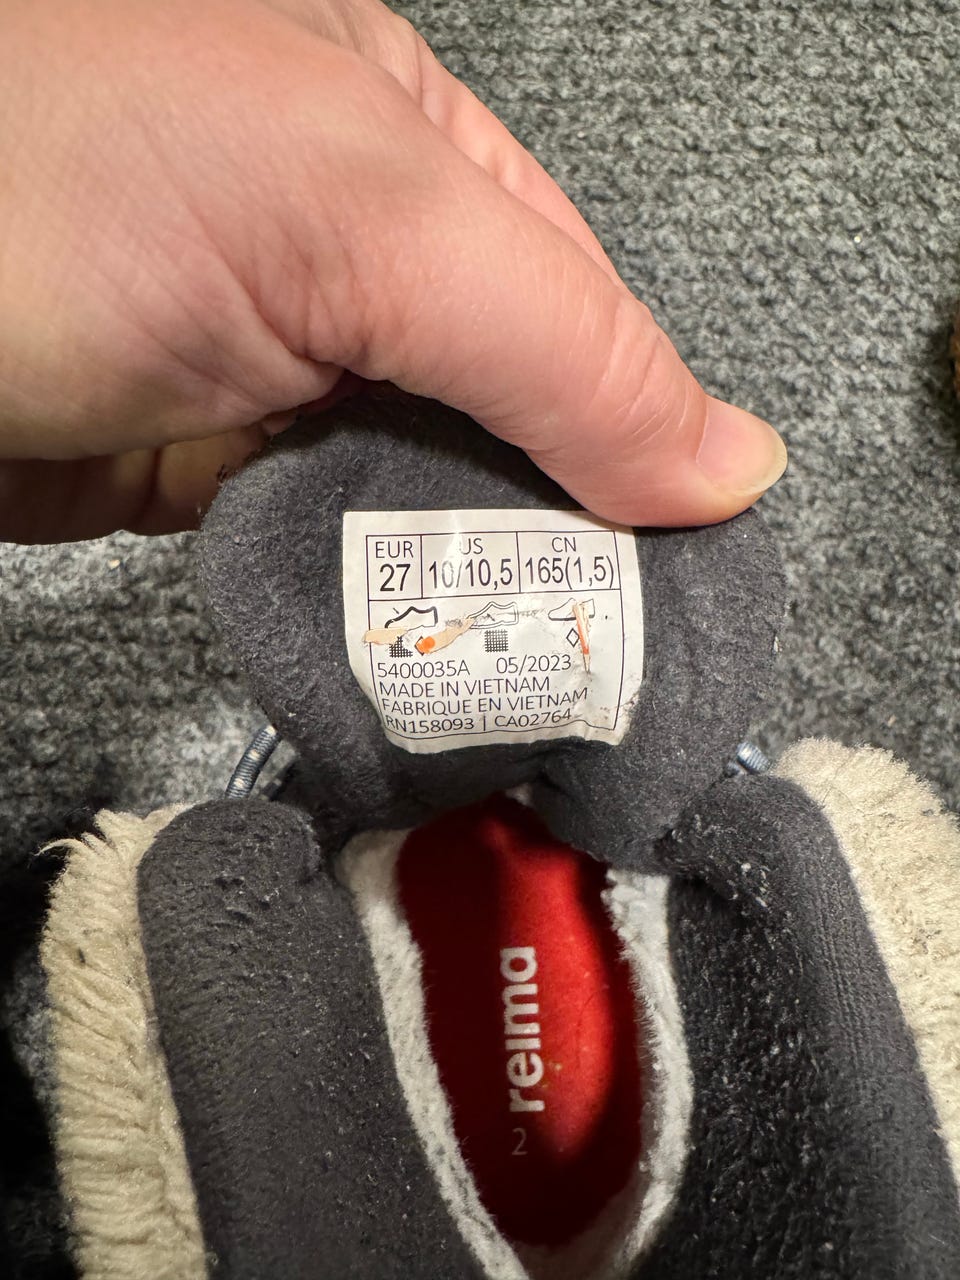 EUR US CN
27 10/10,5 165(1,5)
5400035A 05/2023
MADE IN VIETNAM
FABRIQUE EN VIETNAM
RN158093 | CA02764
reima
2